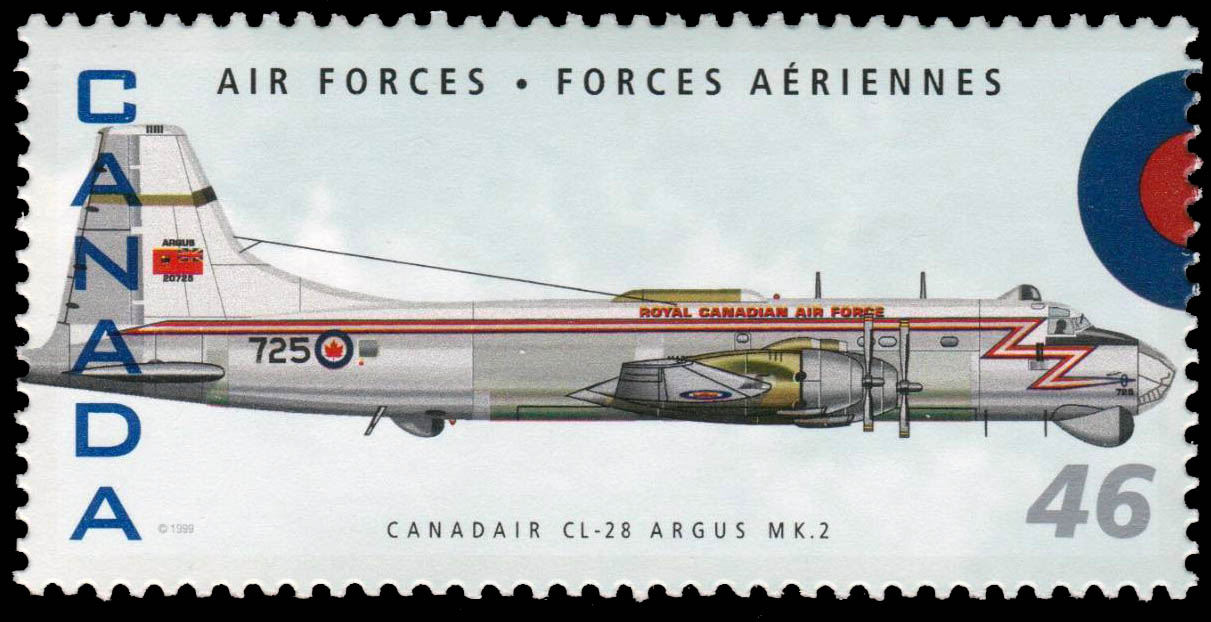 CANADA
AIR FORCES • FORCES AÉRIENNES
ARGUS
20725
ROYAL CANADIAN AIR FORCE
725
725
46
© 1999
CANADAIR CL-28 ARGUS MK.2